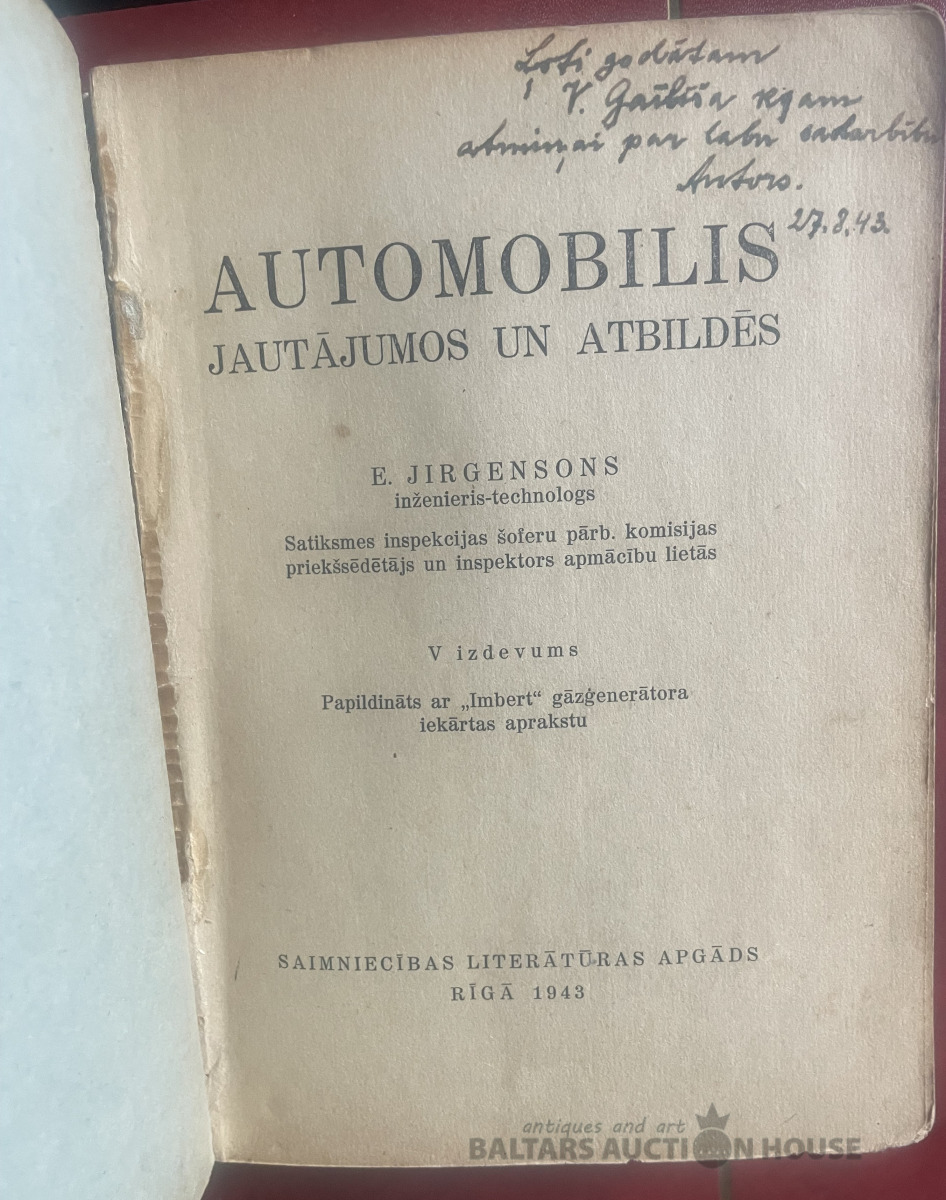 Ļoti godātam
V. Gailīša kgam
atmiņai par labu sadarbību
Autors.
27.8.43.
AUTOMOBILIS
JAUTĀJUMOS UN ATBILDĒS
E. JIRGENSONS
inženieris-technologs
Satiksmes inspekcijas šoferu pārb. komisijas
priekšsēdētājs un inspektors apmācību lietās
V izdevums
Papildināts ar „Imbert“ gāzģenerātora
iekārtas aprakstu
SAIMNIECĪBAS LITERĀTŪRAS APGĀDS
RĪGĀ 1943
antiques and art
BALTARS AUCTION HOUSE